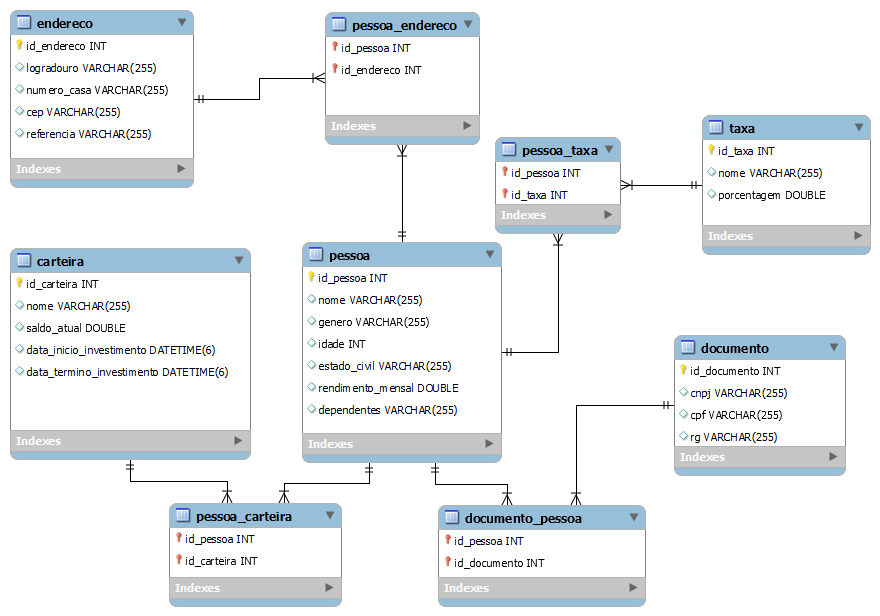 endereco
id_endereco INT
logradouro VARCHAR(255)
numero_casa VARCHAR(255)
cep VARCHAR(255)
referencia VARCHAR(255)
Indexes
pessoa_endereco
id_pessoa INT
id_endereco INT
Indexes
pessoa_taxa
id_pessoa INT
id_taxa INT
Indexes
taxa
id_taxa INT
nome VARCHAR(255)
porcentagem DOUBLE
Indexes
carteira
id_carteira INT
nome VARCHAR(255)
saldo_atual DOUBLE
data_inicio_investimento DATETIME(6)
data_termino_investimento DATETIME(6)
Indexes
pessoa
id_pessoa INT
nome VARCHAR(255)
genero VARCHAR(255)
idade INT
estado_civil VARCHAR(255)
rendimento_mensal DOUBLE
dependentes VARCHAR(255)
Indexes
documento
id_documento INT
cnpj VARCHAR(255)
cpf VARCHAR(255)
rg VARCHAR(255)
Indexes
pessoa_carteira
id_pessoa INT
id_carteira INT
Indexes
documento_pessoa
id_pessoa INT
id_documento INT
Indexes